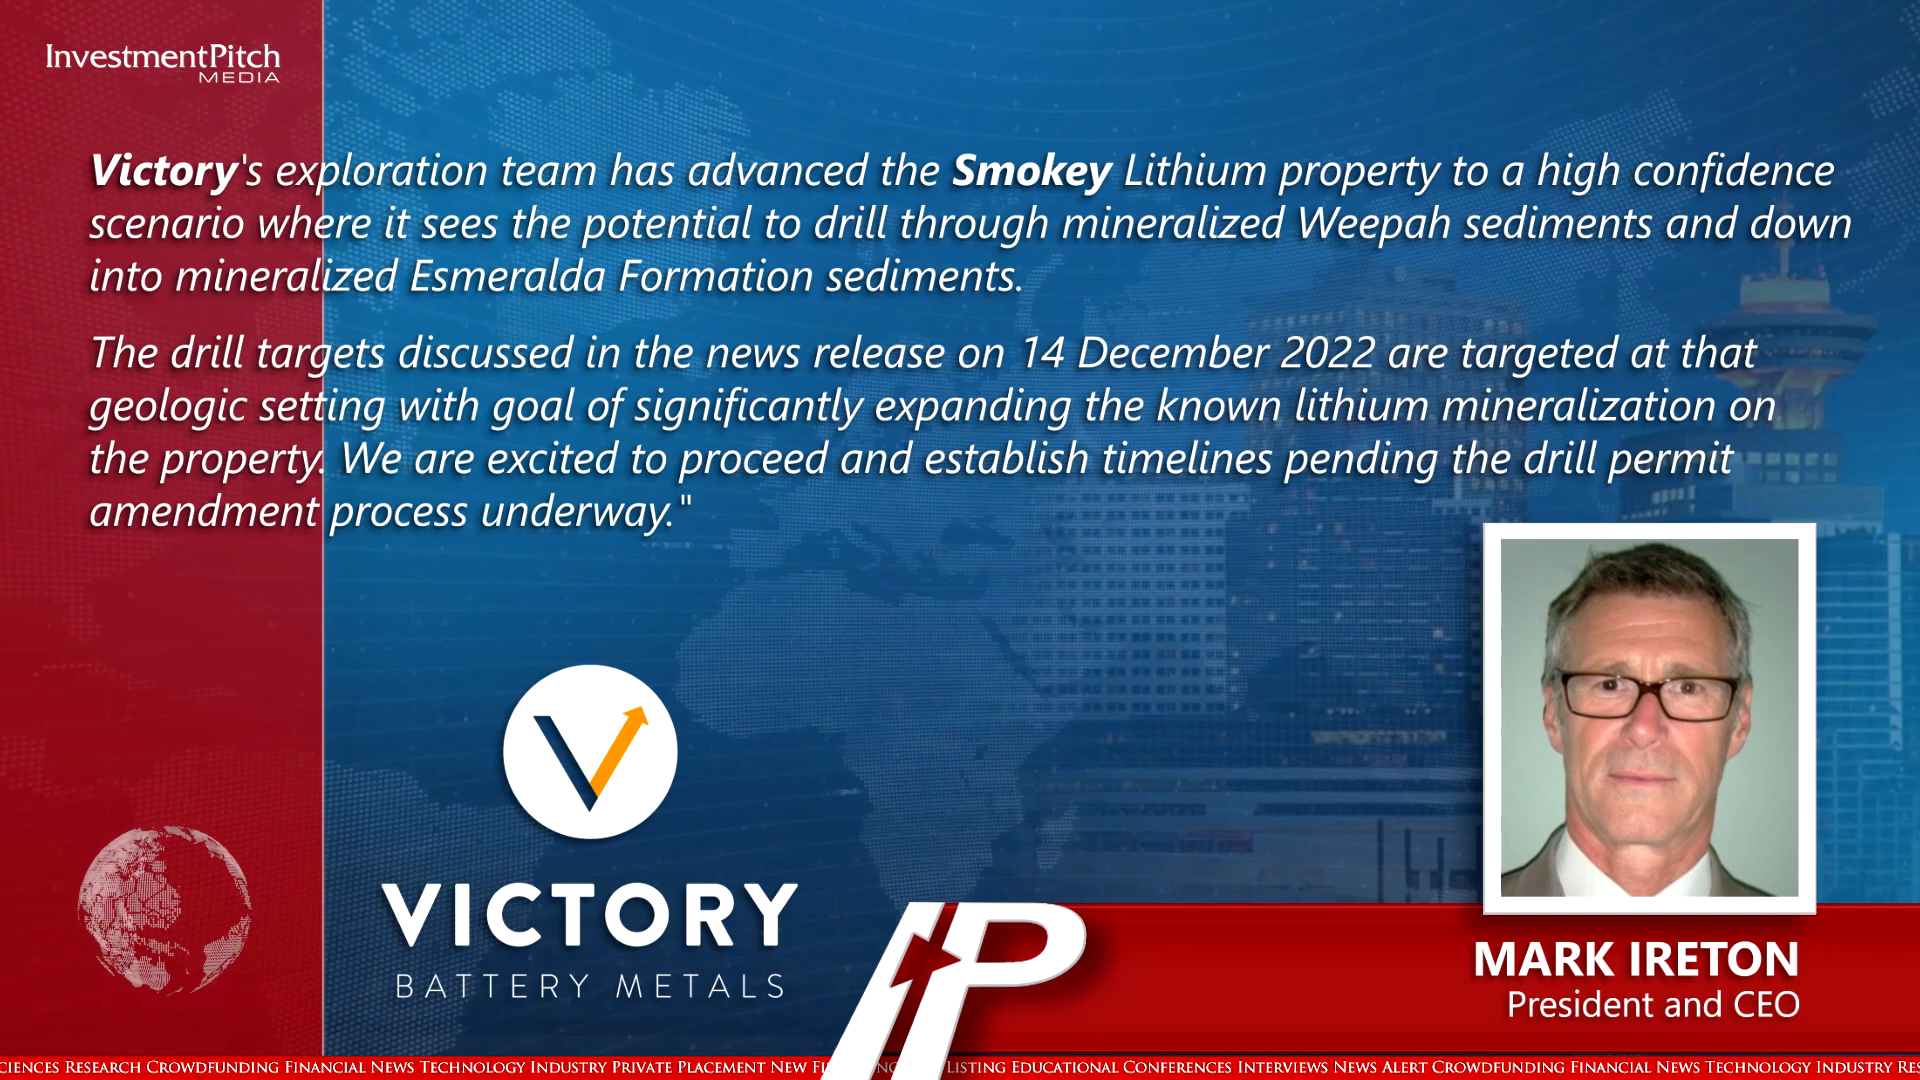 InvestmentPitch
MEDIA
Victory's exploration team has advanced the Smokey Lithium property to a high confidence
scenario where it sees the potential to drill through mineralized Weepah sediments and down
into mineralized Esmeralda Formation sediments.
The drill targets discussed in the news release on 14 December 2022 are targeted at that
geologic setting with goal of significantly expanding the known lithium mineralization on
the property. We are excited to proceed and establish timelines pending the drill permit
amendment process underway."
VICTORY
BATTERY METALS
IP
MARK IRETON
President and CEO
CIENCES RESEARCH CROWDFUNDING FINANCIAL NEWS TECHNOLOGY INDUSTRY PRIVATE PLACEMENT NEW LISTING EDUCATIONAL CONFERENCES INTERVIEWS NEWS ALERT CROWDFUNDING FINANCIAL NEWS TECHNOLOGY INDUSTRY RES